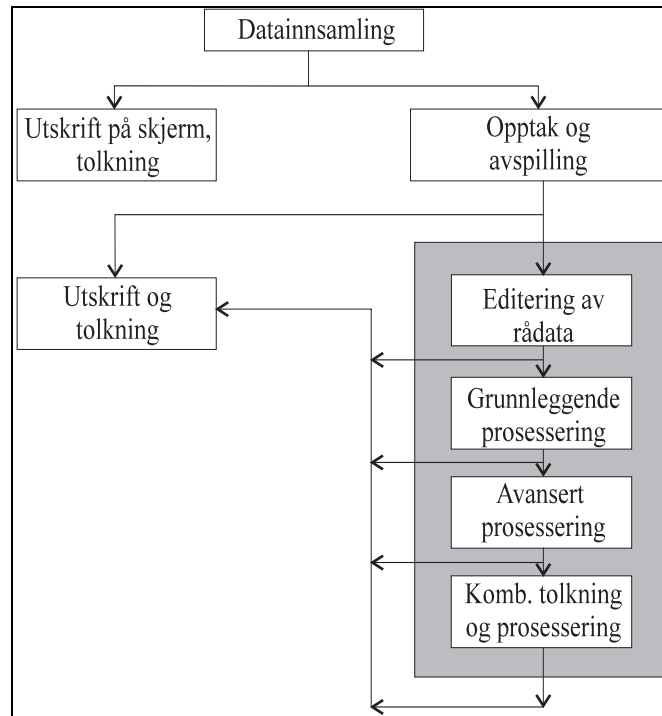 Datainnsamling
Utskrift på skjerm,
tolkning
Opptak og
avspilling
Utskrift og
tolkning
Editering av
rådata
Grunnleggende
prosessering
Avansert
prosessering
Komb. tolkning
og prosessering